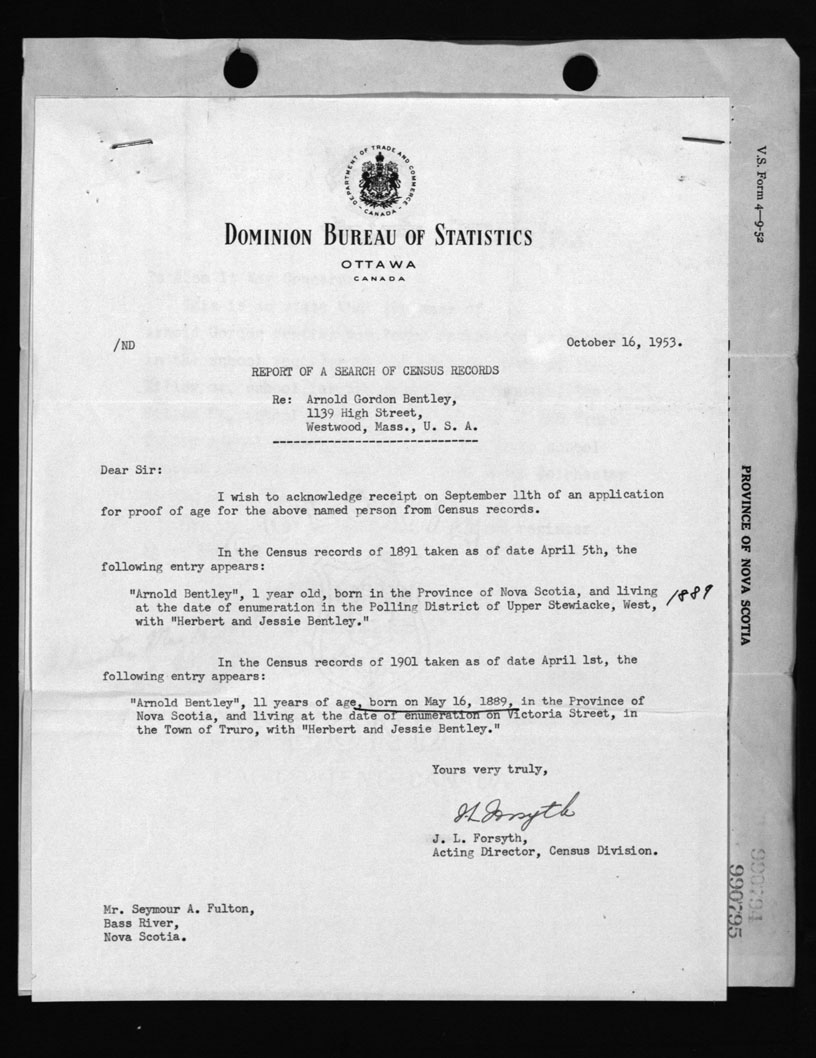 V.S. Form 4—9-52
DEPARTMENT OF TRADE AND COMMERCE
- CANADA -
DOMINION BUREAU OF STATISTICS
OTTAWA
CANADA
/ND
October 16, 1953.
REPORT OF A SEARCH OF CENSUS RECORDS
Re: Arnold Gordon Bentley,
1139 High Street,
Westwood, Mass., U. S. A.
Dear Sir:
I wish to acknowledge receipt on September 11th of an application
for proof of age for the above named person from Census records.
In the Census records of 1891 taken as of date April 5th, the
following entry appears:
"Arnold Bentley", 1 year old, born in the Province of Nova Scotia, and living
at the date of enumeration in the Polling District of Upper Stewiacke, West,
with "Herbert and Jessie Bentley."
1889
In the Census records of 1901 taken as of date April 1st, the
following entry appears:
"Arnold Bentley", 11 years of age, born on May 16, 1889, in the Province of
Nova Scotia, and living at the date of enumeration on Victoria Street, in
the Town of Truro, with "Herbert and Jessie Bentley."
Yours very truly,
J L Forsyth
J. L. Forsyth,
Acting Director, Census Division.
Mr. Seymour A. Fulton,
Bass River,
Nova Scotia.
PROVINCE OF NOVA SCOTIA
990794
990795